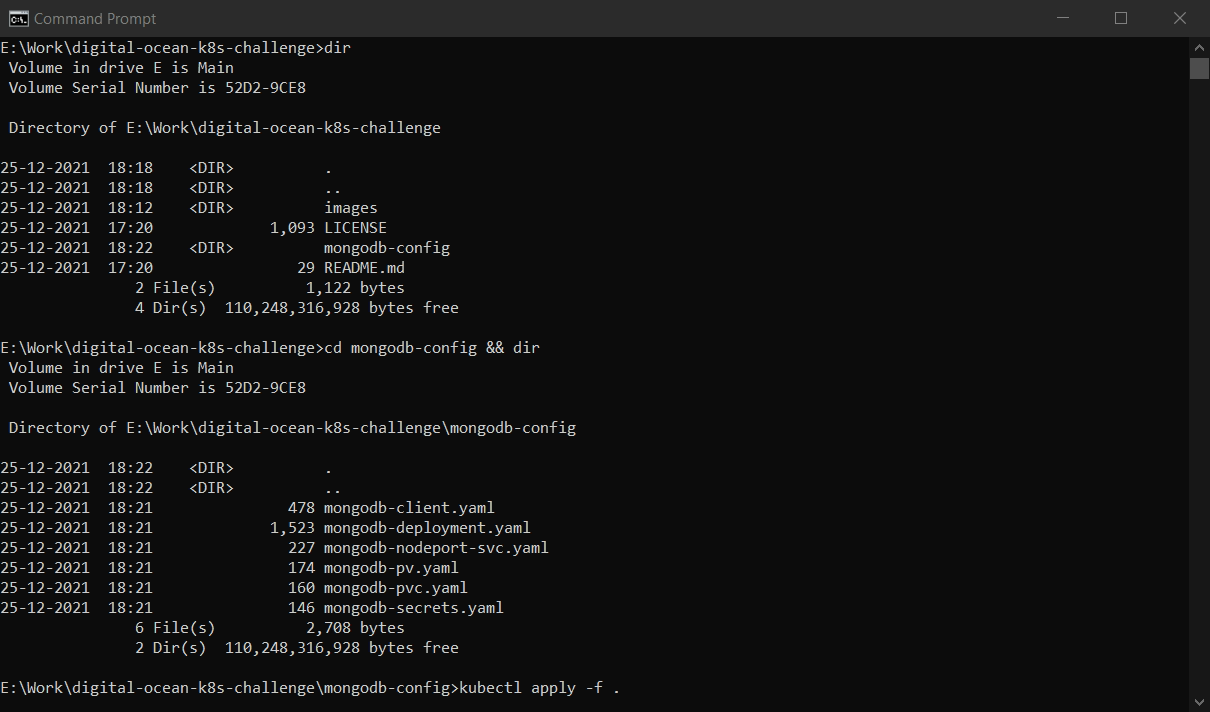 Command Prompt
E:\Work\digital-ocean-k8s-challenge>dir
 Volume in drive E is Main
 Volume Serial Number is 52D2-9CE8

 Directory of E:\Work\digital-ocean-k8s-challenge

25-12-2021  18:18    <DIR>          .
25-12-2021  18:18    <DIR>          ..
25-12-2021  18:12    <DIR>          images
25-12-2021  17:20             1,093 LICENSE
25-12-2021  18:22    <DIR>          mongodb-config
25-12-2021  17:20                29 README.md
               2 File(s)          1,122 bytes
               4 Dir(s)  110,248,316,928 bytes free

E:\Work\digital-ocean-k8s-challenge>cd mongodb-config && dir
 Volume in drive E is Main
 Volume Serial Number is 52D2-9CE8

 Directory of E:\Work\digital-ocean-k8s-challenge\mongodb-config

25-12-2021  18:22    <DIR>          .
25-12-2021  18:22    <DIR>          ..
25-12-2021  18:21               478 mongodb-client.yaml
25-12-2021  18:21             1,523 mongodb-deployment.yaml
25-12-2021  18:21               227 mongodb-nodeport-svc.yaml
25-12-2021  18:21               174 mongodb-pv.yaml
25-12-2021  18:21               160 mongodb-pvc.yaml
25-12-2021  18:21               146 mongodb-secrets.yaml
               6 File(s)          2,708 bytes
               2 Dir(s)  110,248,316,928 bytes free

E:\Work\digital-ocean-k8s-challenge\mongodb-config>kubectl apply -f .